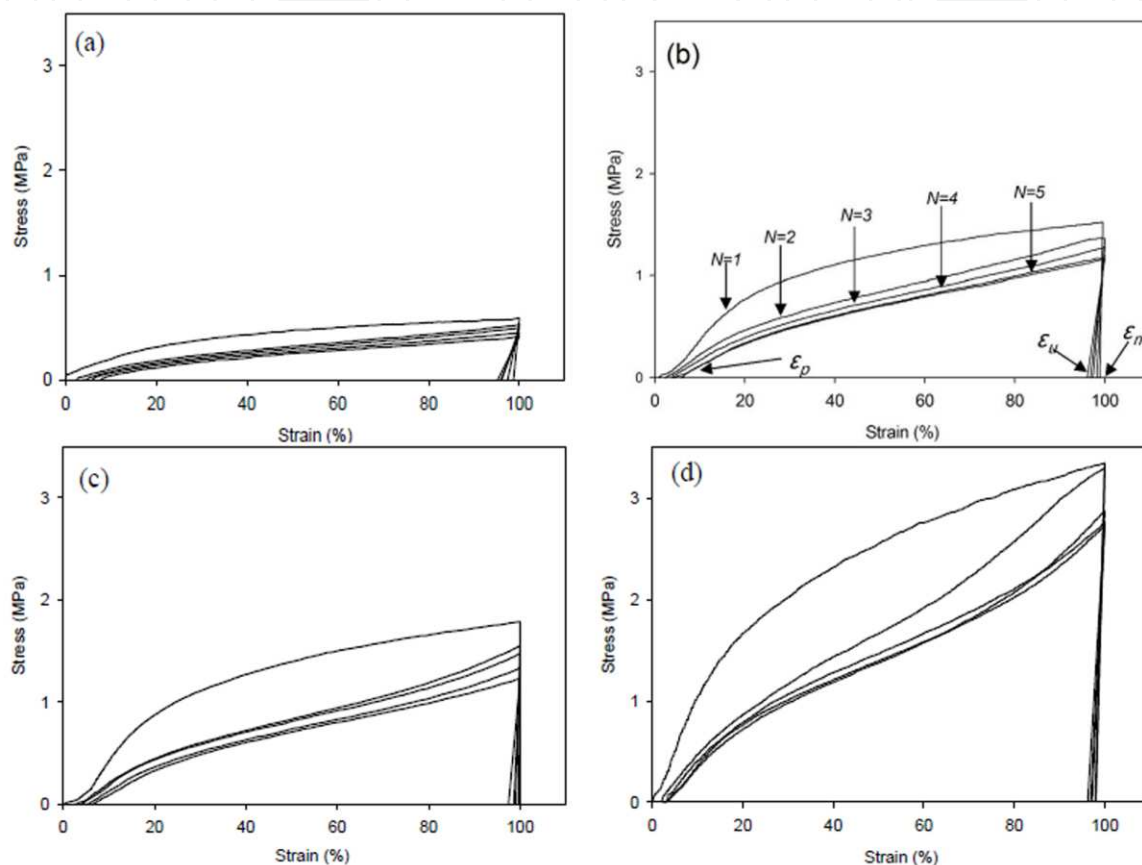 (a)
3
2
1
0
Stress (MPa)
0 20 40 60 80 100
Strain (%)
(b)
3
2
1
0
Stress (MPa)
N=1
N=2
N=3
N=4
N=5
εp
εu
εm
0 20 40 60 80 100
Strain (%)
(c)
3
2
1
0
Stress (MPa)
0 20 40 60 80 100
Strain (%)
(d)
3
2
1
0
Stress (MPa)
0 20 40 60 80 100
Strain (%)